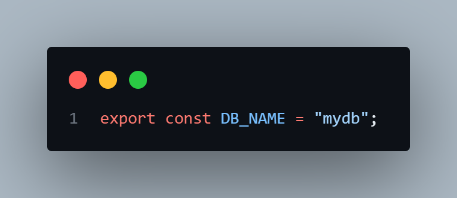 1 export const DB_NAME = "mydb";